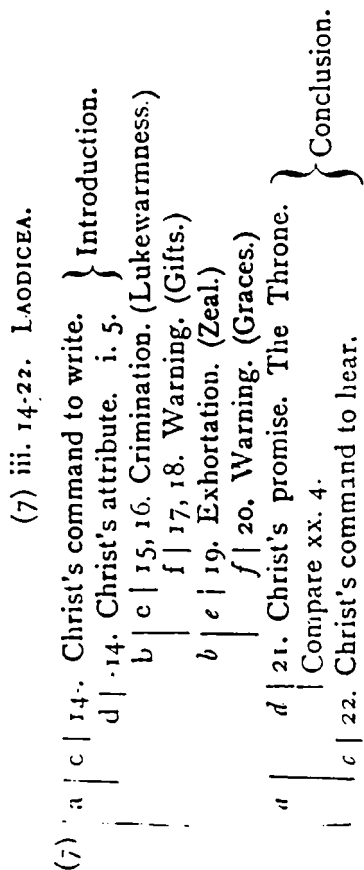 (7) iii. 14-22. LAODICEA.
(7) a | c | 14-. Christ's command to write. } Introduction.
d | -14. Christ's attribute. i. 5.
b | c | 15, 16. Crimination. (Lukewarmness.)
f | 17, 18. Warning. (Gifts.)
b | e | 19. Exhortation. (Zeal.)
f | 20. Warning. (Graces.)
a | d | 21. Christ's promise. The Throne. } Conclusion.
Compare xx. 4.
c | 22. Christ's command to hear.